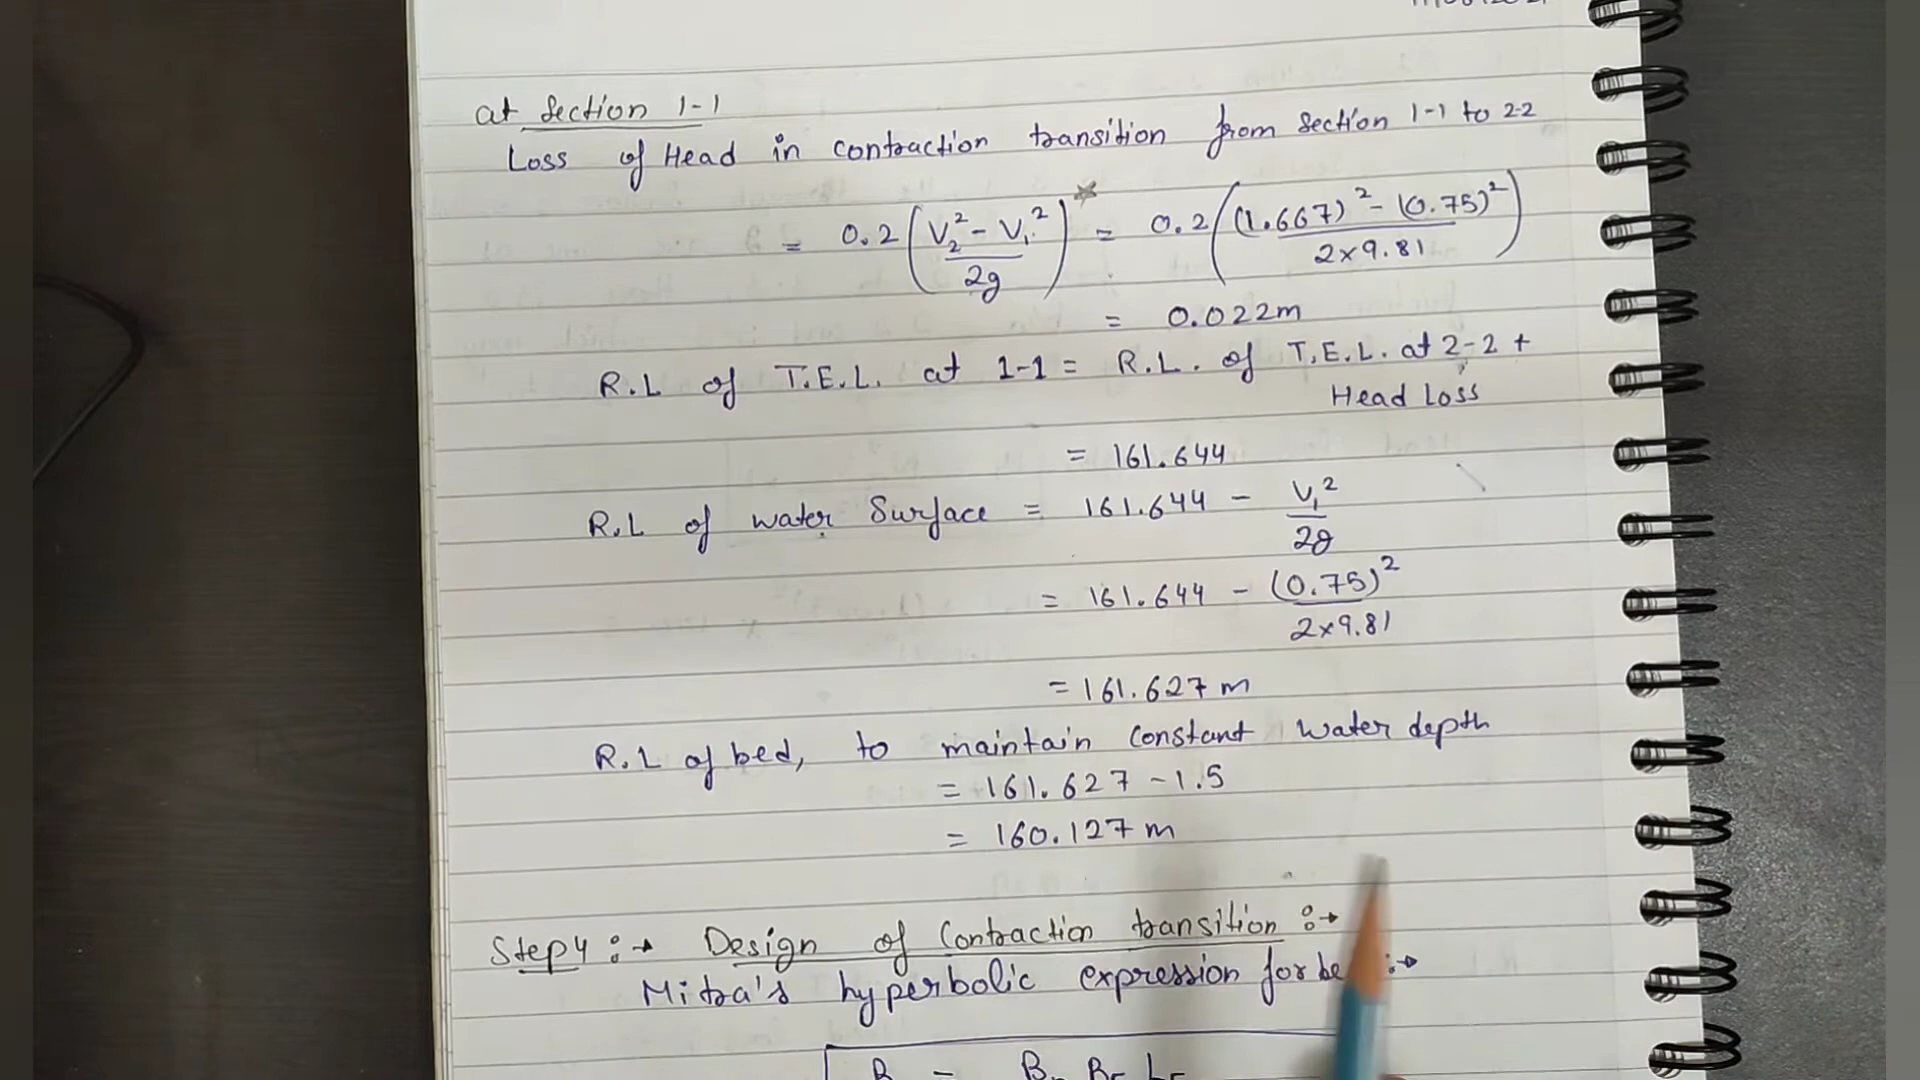 at Section 1-1
Loss of Head in contraction transition from section 1-1 to 2-2
= 0.2 (V₂² - V₁² / 2g)* = 0.2 ((1.667)² - (0.75)² / 2×9.81)
= 0.022m
R.L of T.E.L. at 1-1 = R.L. of T.E.L. at 2-2 +
Head Loss
= 161.644
R.L of water Surface = 161.644 - V₁² / 2g
= 161.644 - (0.75)² / 2×9.81
= 161.627 m
R.L of bed, to maintain constant water depth
= 161.627 - 1.5
= 160.127 m
Step 4 :→ Design of Contraction transition :→
Mitra's hyperbolic expression for be :→